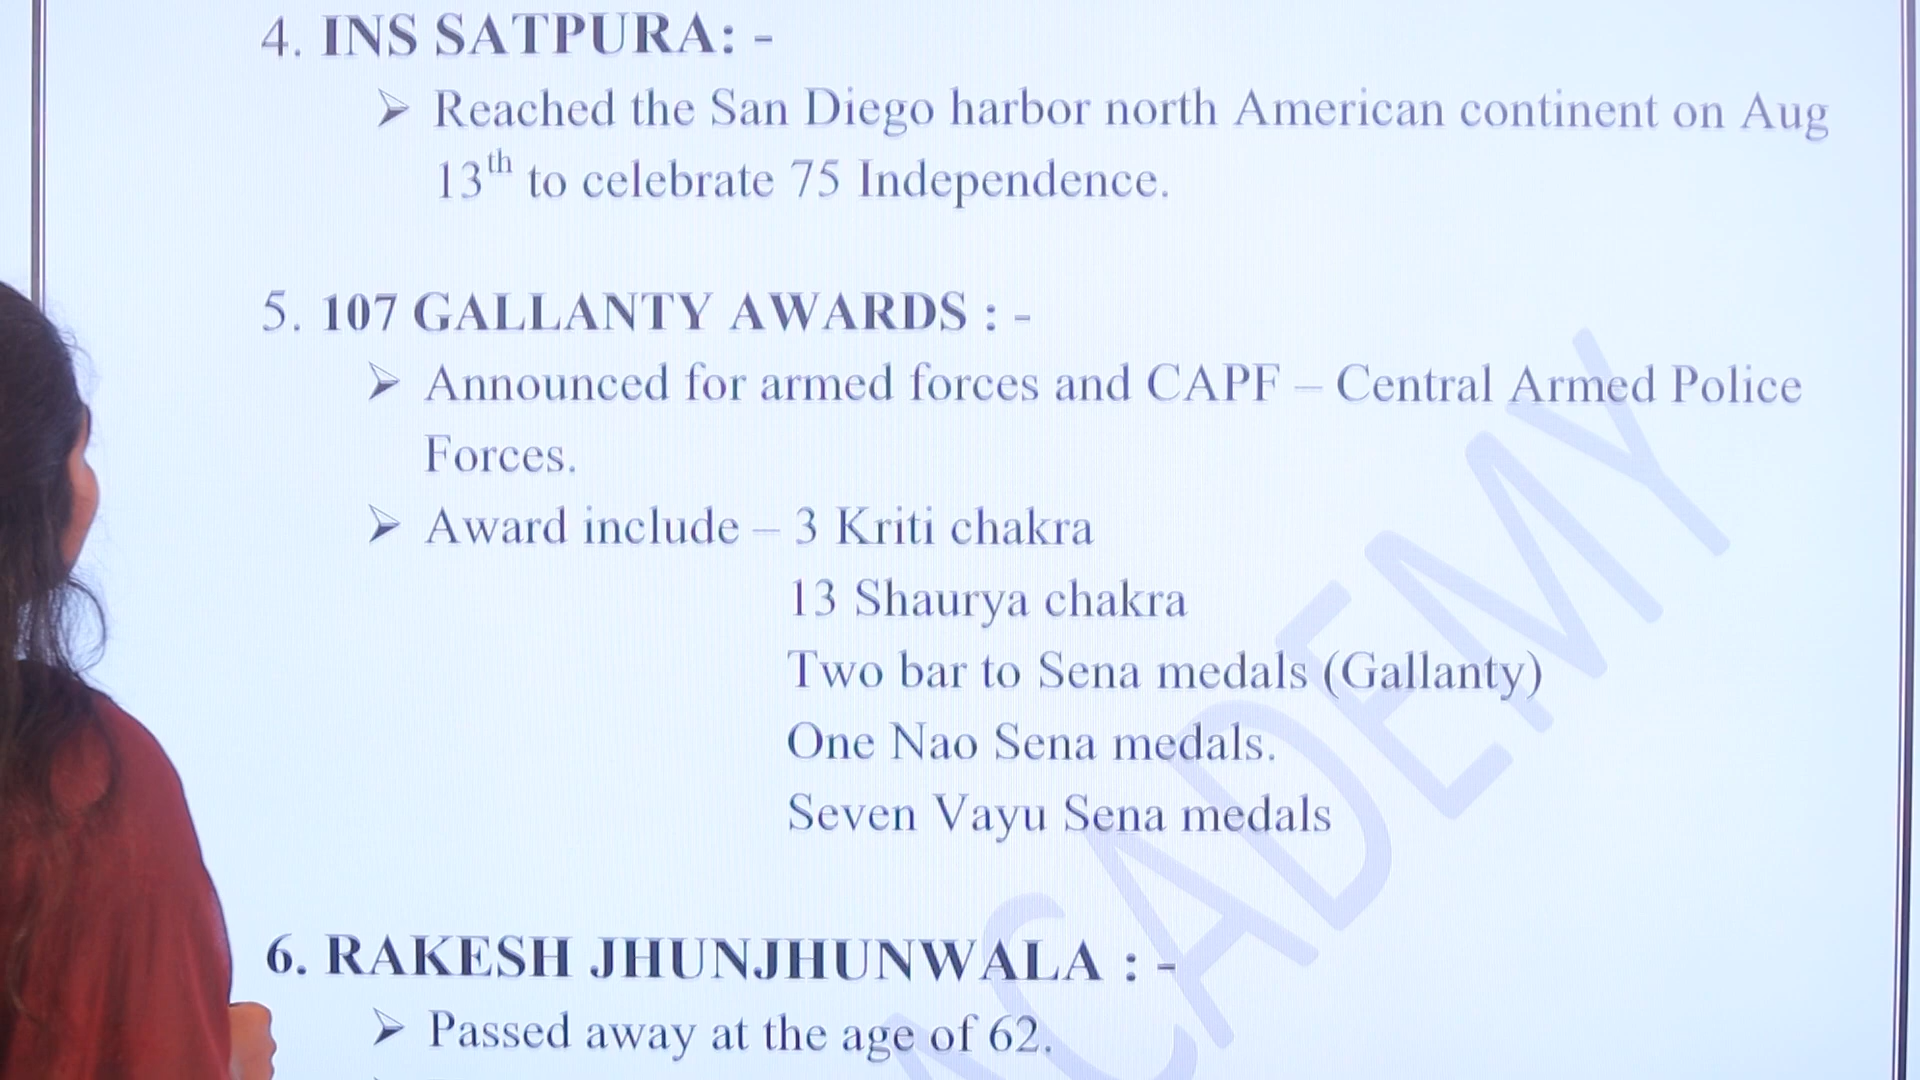 4. INS SATPURA: -
➢ Reached the San Diego harbor north American continent on Aug
13th to celebrate 75 Independence.
5. 107 GALLANTY AWARDS : -
➢ Announced for armed forces and CAPF – Central Armed Police
Forces.
➢ Award include – 3 Kriti chakra
13 Shaurya chakra
Two bar to Sena medals (Gallanty)
One Nao Sena medals.
Seven Vayu Sena medals
6. RAKESH JHUNJHUNWALA : -
➢ Passed away at the age of 62.
ACADEMY